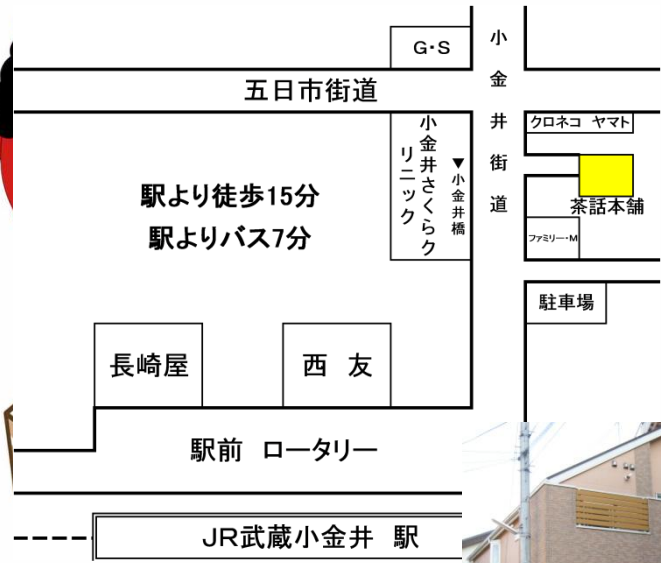 G・S
小金井街道
五日市街道
クロネコ ヤマト
小金井さくらク
リニック
▼小金井橋
駅より徒歩15分
駅よりバス7分
茶話本舗
ファミリー・M
駐車場
長崎屋
西 友
駅前 ロータリー
JR武蔵小金井 駅